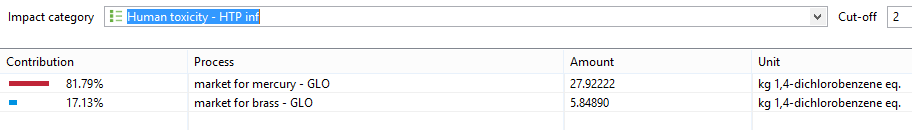 Impact category Human toxicity - HTP inf Cut-off 2
Contribution Process Amount Unit
81.79% market for mercury - GLO 27.92222 kg 1,4-dichlorobenzene eq.
17.13% market for brass - GLO 5.84890 kg 1,4-dichlorobenzene eq.